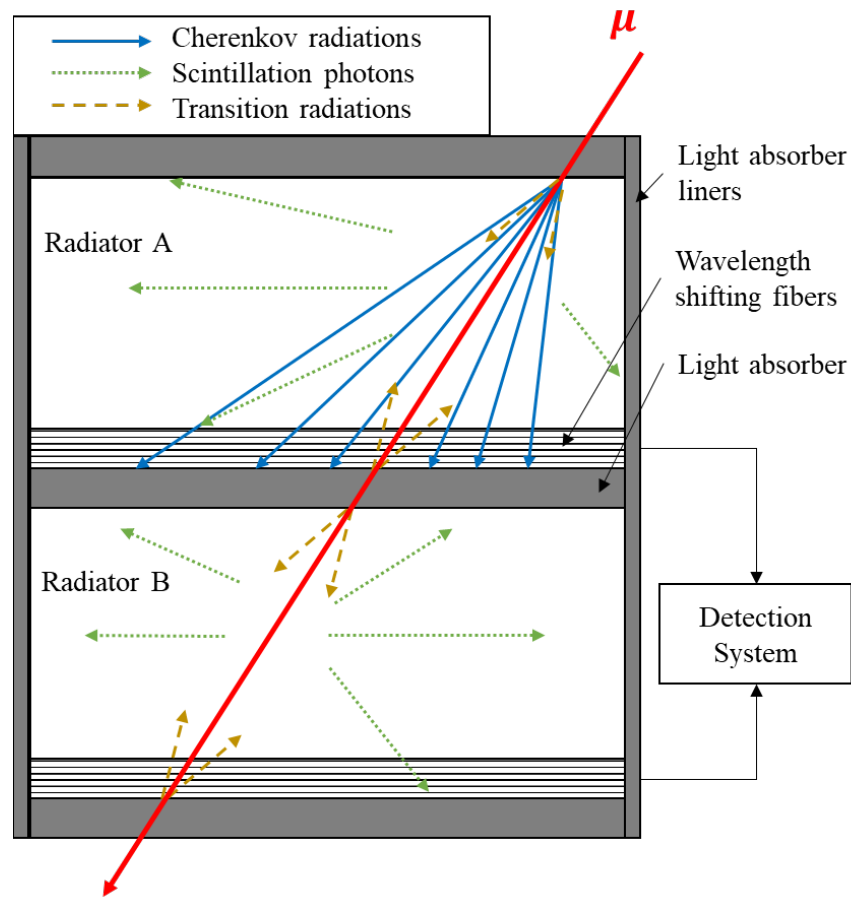 μ
Cherenkov radiations
Scintillation photons
Transition radiations
Light absorber
liners
Radiator A
Wavelength
shifting fibers
Light absorber
Radiator B
Detection
System